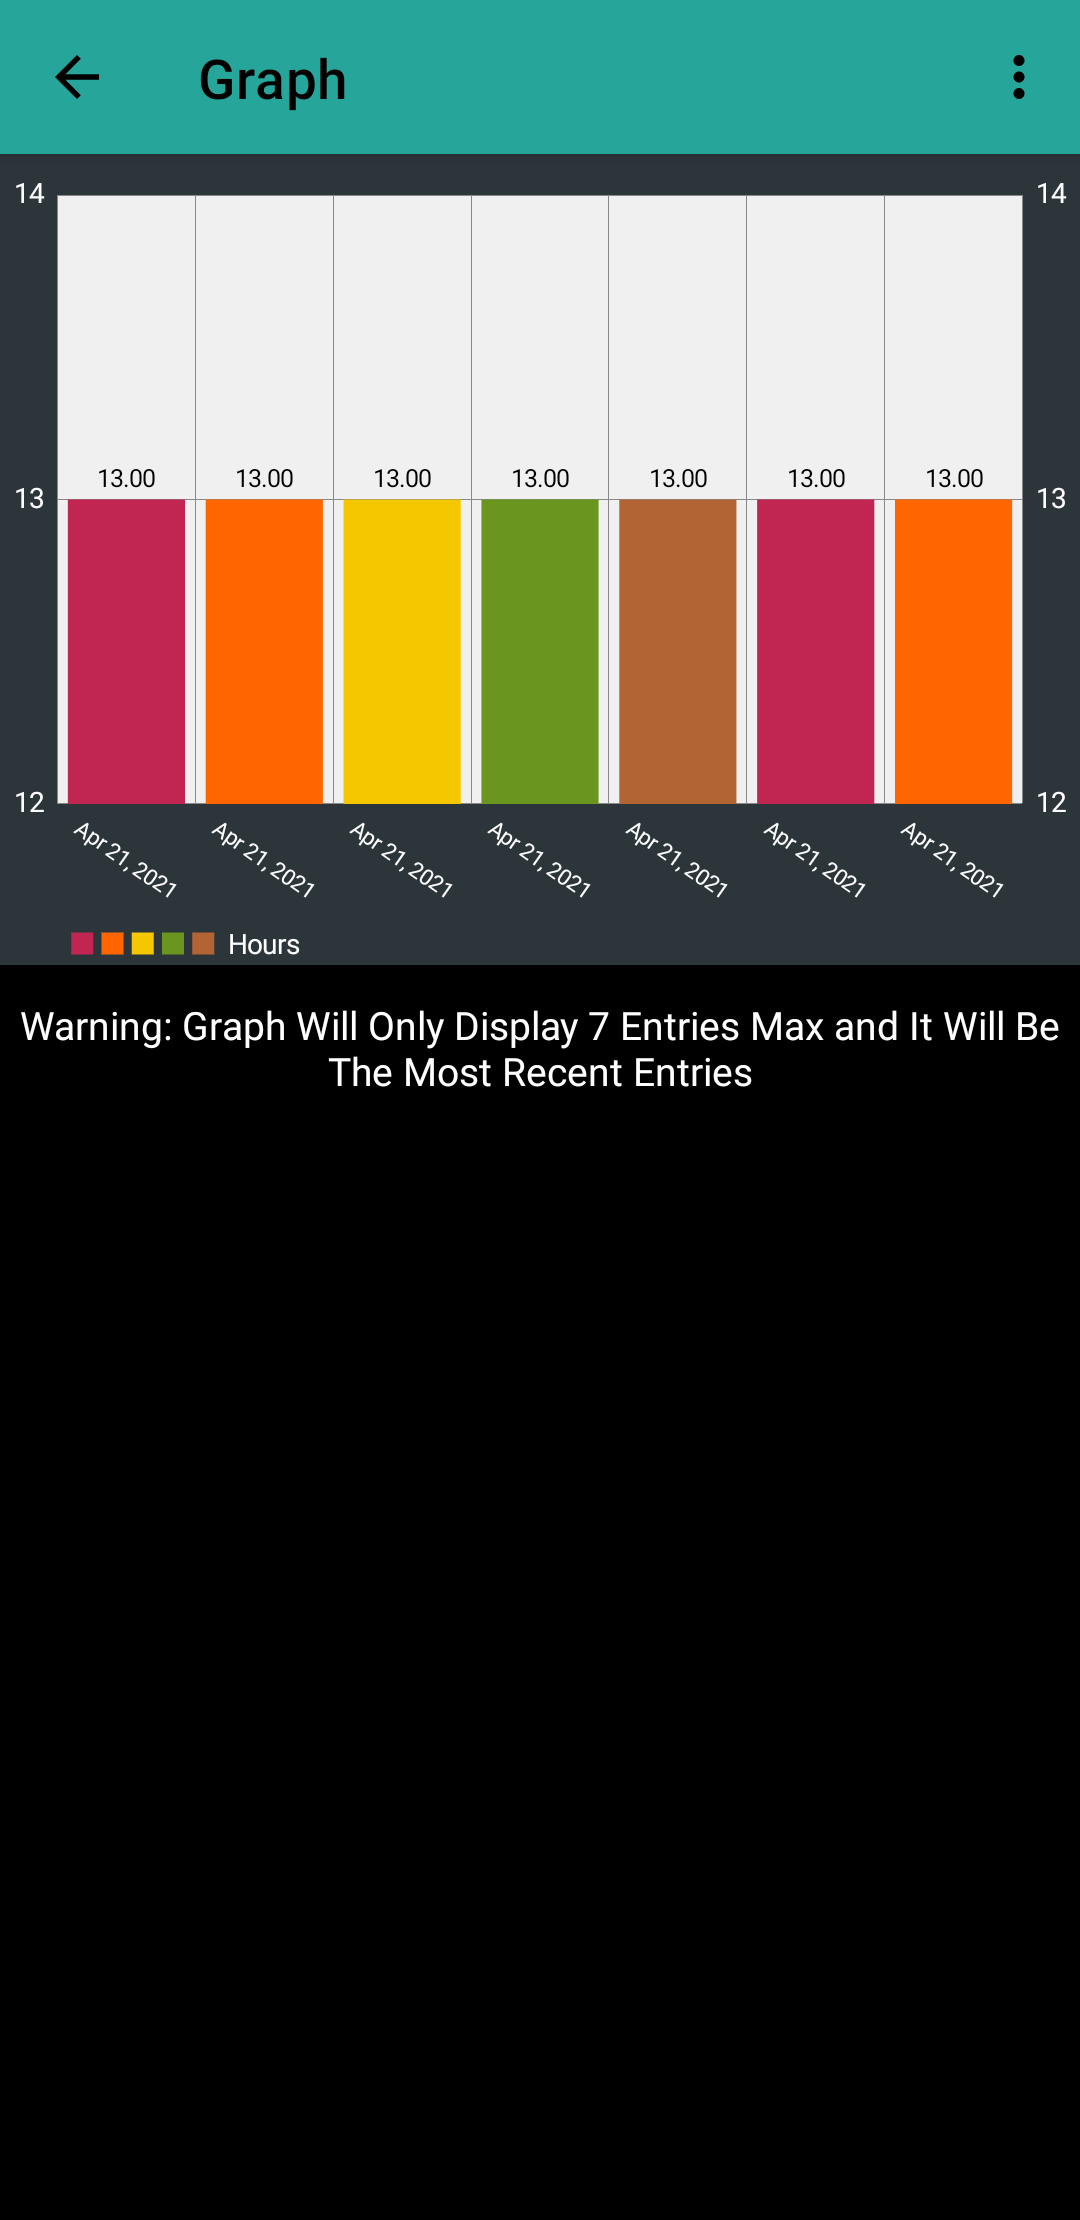 Graph
14 14
13.00 13.00 13.00 13.00 13.00 13.00 13.00
13 13
12 12
Apr 21, 2021 Apr 21, 2021 Apr 21, 2021 Apr 21, 2021 Apr 21, 2021 Apr 21, 2021 Apr 21, 2021
Hours
Warning: Graph Will Only Display 7 Entries Max and It Will Be
The Most Recent Entries